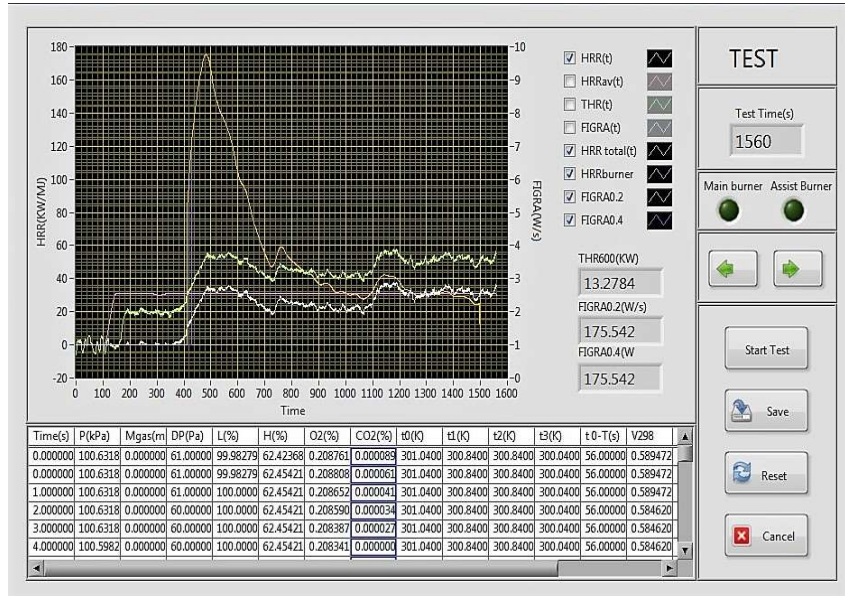 180
160
140
120
100
80
60
40
20
0
-20
HRR(KW/MJ)
10
9
8
7
6
5
4
3
2
1
0
FIGRA(W/s)
0 100 200 300 400 500 600 700 800 900 1000 1100 1200 1300 1400 1500 1600
Time
HRR(t)
HRRav(t)
THR(t)
FIGRA(t)
HRR total(t)
HRRburner
FIGRA0.2
FIGRA0.4
THR600(KW)
13.2784
FIGRA0.2(W/s)
175.542
FIGRA0.4(W
175.542
TEST
Test Time(s)
1560
Main burner Assist Burner
Start Test
Save
Reset
Cancel
Time(s) P(kPa) Mgas(m DP(Pa) L(%) H(%) O2(%) CO2(%) t0(K) t1(K) t2(K) t3(K) t0-T(s) V298
0.000000 100.6318 0.000000 61.00000 99.98279 62.42368 0.208761 0.000089 301.0400 300.8400 300.8400 300.0400 56.00000 0.589472
0.000000 100.6318 0.000000 61.00000 99.98279 62.45421 0.208808 0.000061 301.0400 300.8400 300.8400 300.0400 56.00000 0.589472
1.000000 100.6318 0.000000 61.00000 100.0000 62.45421 0.208652 0.000041 301.0400 300.8400 300.8400 300.0400 56.00000 0.589472
2.000000 100.6318 0.000000 60.00000 100.0000 62.45421 0.208590 0.000034 301.0400 300.8400 300.8400 300.0400 56.00000 0.584620
3.000000 100.6318 0.000000 60.00000 100.0000 62.45421 0.208387 0.000027 301.0400 300.8400 300.8400 300.0400 56.00000 0.584620
4.000000 100.5982 0.000000 60.00000 100.0000 62.45421 0.208341 0.000000 301.0400 300.8400 300.8400 300.0400 56.00000 0.584620